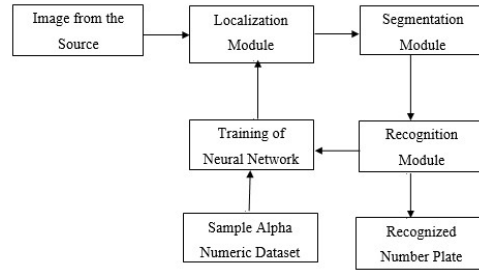 Image from the
Source
Localization
Module
Segmentation
Module
Training of
Neural Network
Recognition
Module
Sample Alpha
Numeric Dataset
Recognized
Number Plate